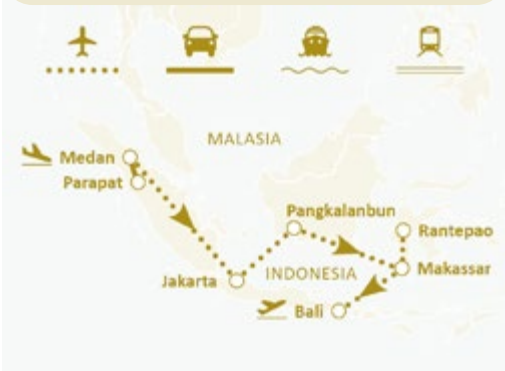 MALASIA
Medan
Parapat
Pangkalanbun
Rantepao
Jakarta
INDONESIA
Makassar
Bali